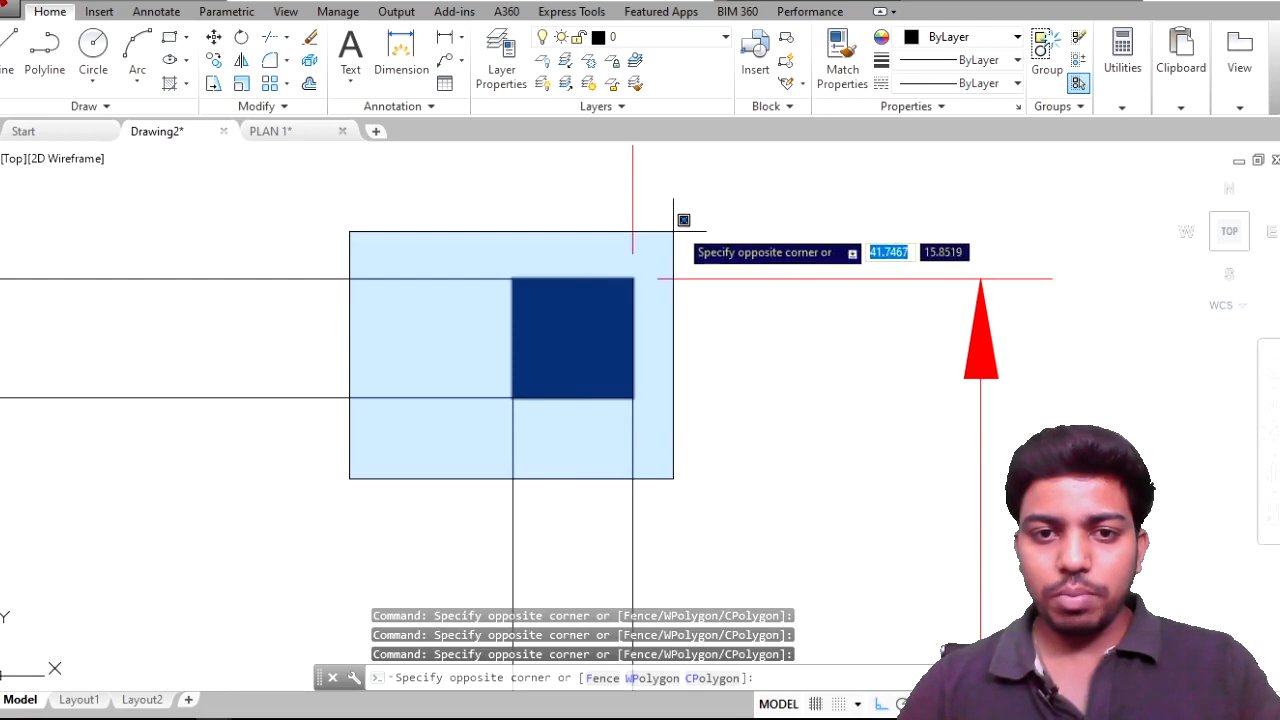 Home Insert Annotate Parametric View Manage Output Add-ins A360 Express Tools Featured Apps BIM 360 Performance
0
ByLayer
ByLayer
ByLayer
Polyline Circle Arc Text Dimension Layer Properties Insert Match Properties Group Utilities Clipboard View
Draw Modify Annotation Layers Block Properties Groups
Start Drawing2* PLAN 1*
[Top][2D Wireframe]
N
W TOP E
S
WCS
Specify opposite corner or 41.7467 15.8519
Y
X
Command: Specify opposite corner or [Fence/WPolygon/CPolygon]:
Command: Specify opposite corner or [Fence/WPolygon/CPolygon]:
Command: Specify opposite corner or [Fence/WPolygon/CPolygon]:
Specify opposite corner or [Fence WPolygon CPolygon]:
Model Layout1 Layout2 MODEL